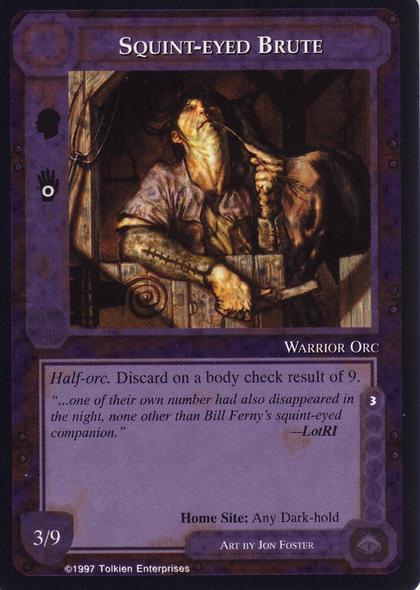 SQUINT-EYED BRUTE
O
WARRIOR ORC
Half-orc. Discard on a body check result of 9.
"...one of their own number had also disappeared in
the night, none other than Bill Ferny's squint-eyed
companion."
—LotRI
3
Home Site: Any Dark-hold
3/9
ART BY JON FOSTER
©1997 Tolkien Enterprises